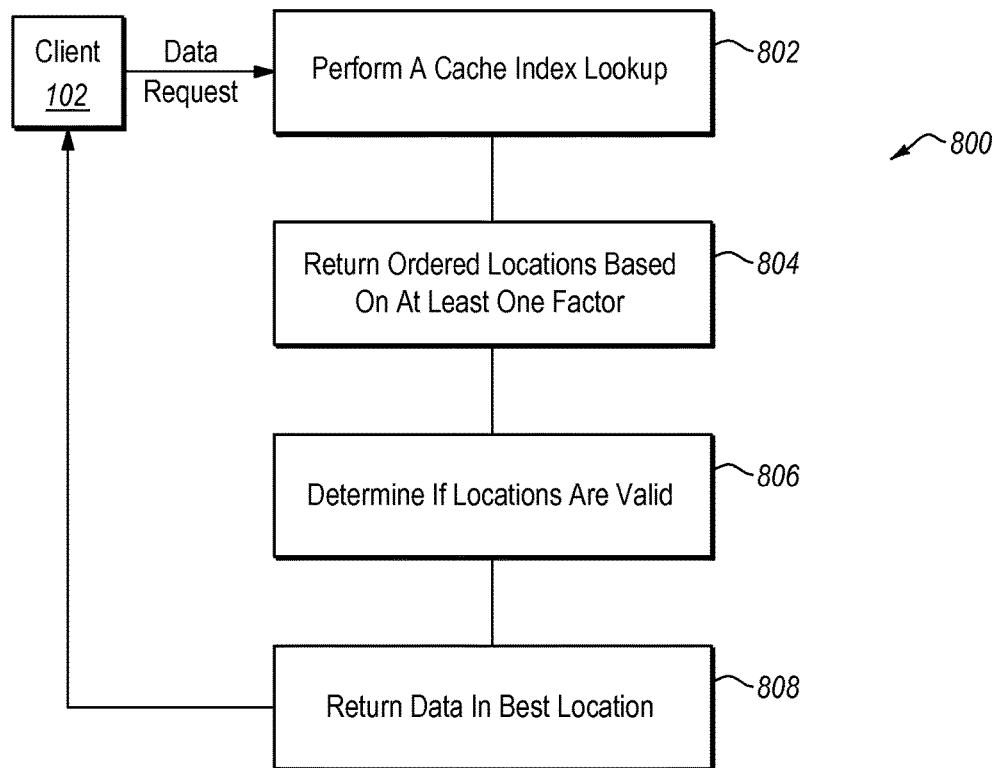 Client
102
Data
Request
Perform A Cache Index Lookup
802
800
Return Ordered Locations Based
On At Least One Factor
804
Determine If Locations Are Valid
806
Return Data In Best Location
808